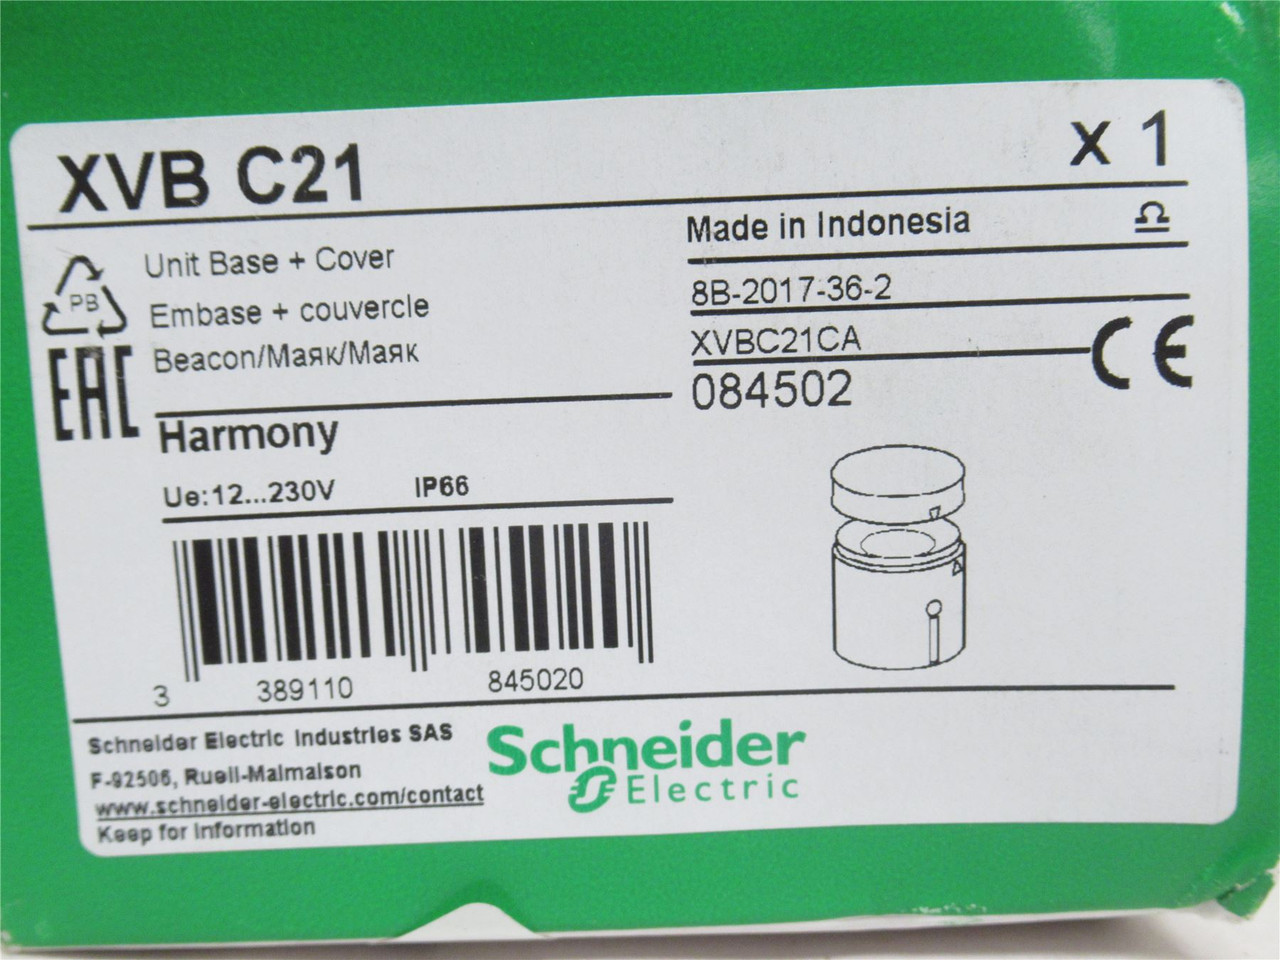 XVB C21
x 1
Made in Indonesia
Unit Base + Cover
PB
8B-2017-36-2
Embase + couvercle
XVBC21CA
CE
EAC
Beacon/Маяк/Маяк
084502
Harmony
Ue:12...230V IP66
3 389110 845020
Schneider Electric Industries SAS
F-92506, Rueil-Malmaison
www.schneider-electric.com/contact
Keep for information
Schneider
Electric